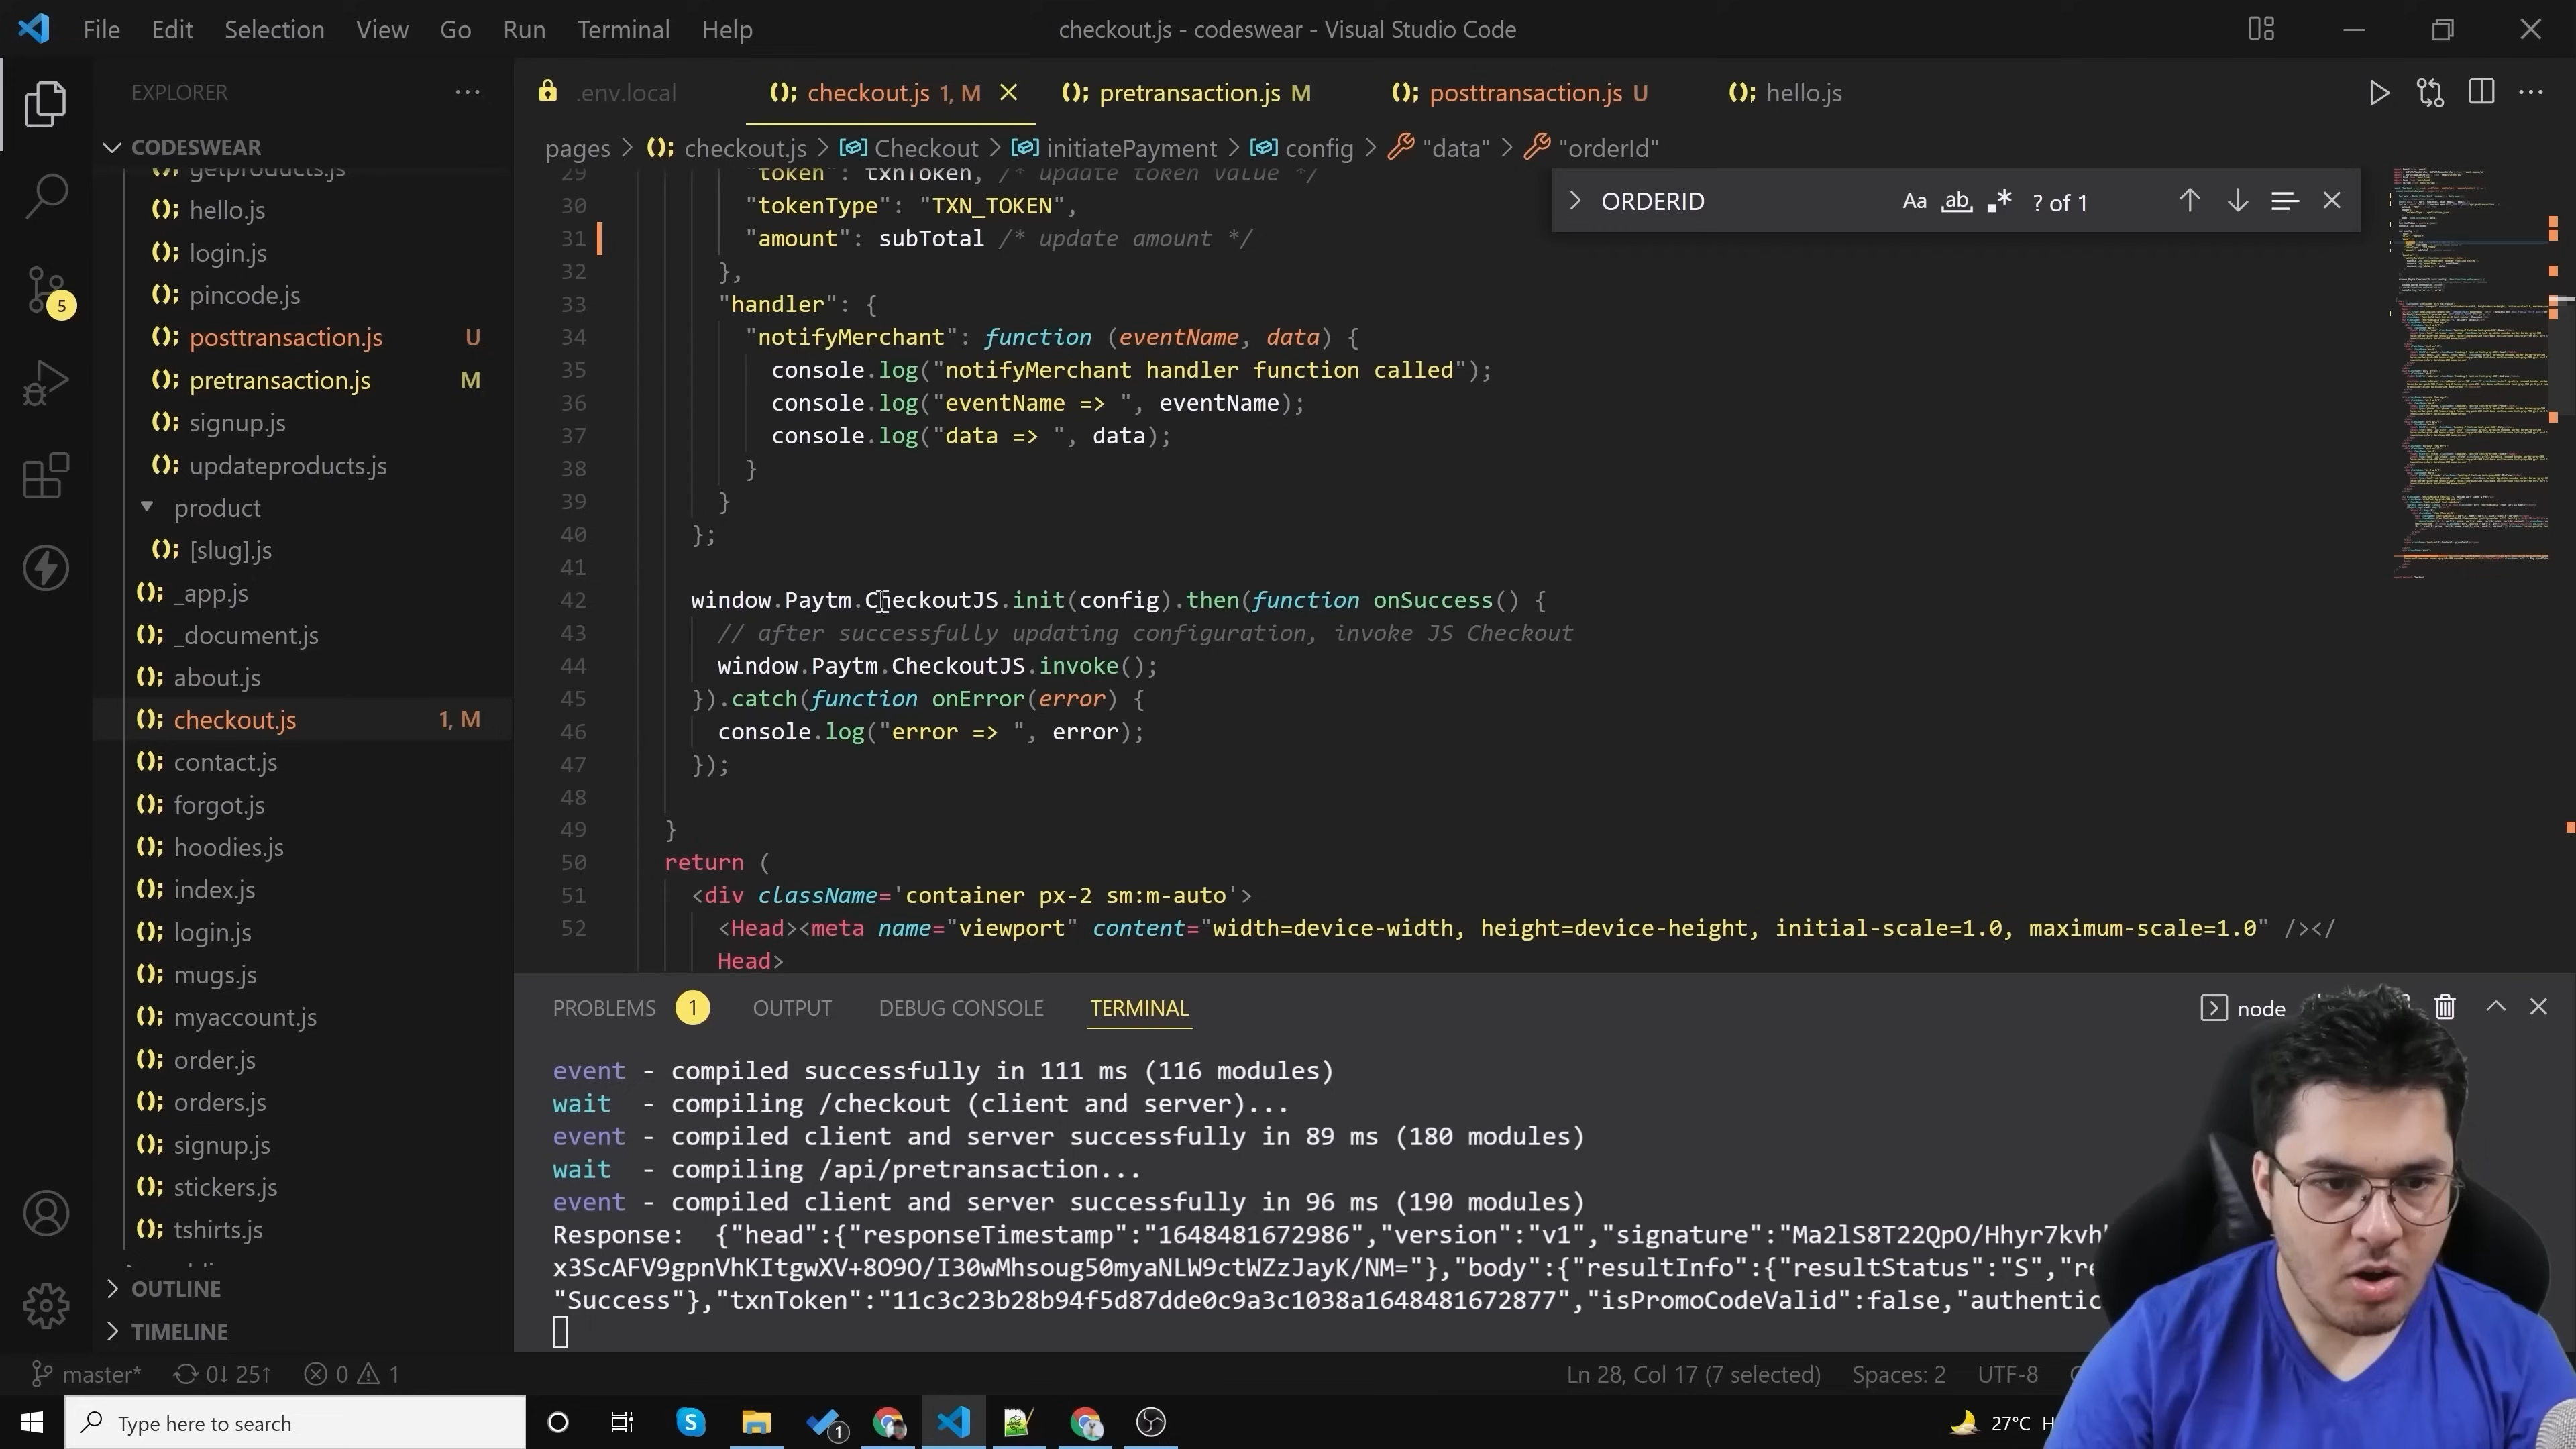 File Edit Selection View Go Run Terminal Help
checkout.js - codeswear - Visual Studio Code
EXPLORER
CODESWEAR
getproducts.js
hello.js
login.js
pincode.js
posttransaction.js U
pretransaction.js M
signup.js
updateproducts.js
product
[slug].js
_app.js
_document.js
about.js
checkout.js 1, M
contact.js
forgot.js
hoodies.js
index.js
login.js
mugs.js
myaccount.js
order.js
orders.js
signup.js
stickers.js
tshirts.js
OUTLINE
TIMELINE
5
.env.local checkout.js 1, M pretransaction.js M posttransaction.js U hello.js
pages > checkout.js > Checkout > initiatePayment > config > "data" > "orderId"
ORDERID Aa ab ? of 1
29 "token": txnToken, /* update token value */
30 "tokenType": "TXN_TOKEN",
31 "amount": subTotal /* update amount */
32 },
33 "handler": {
34 "notifyMerchant": function (eventName, data) {
35 console.log("notifyMerchant handler function called");
36 console.log("eventName => ", eventName);
37 console.log("data => ", data);
38 }
39 }
40 };
41
42 window.Paytm.CheckoutJS.init(config).then(function onSuccess() {
43 // after successfully updating configuration, invoke JS Checkout
44 window.Paytm.CheckoutJS.invoke();
45 }).catch(function onError(error) {
46 console.log("error => ", error);
47 });
48
49 }
50 return (
51 <div className='container px-2 sm:m-auto'>
52 <Head><meta name="viewport" content="width=device-width, height=device-height, initial-scale=1.0, maximum-scale=1.0" /></
Head>
PROBLEMS 1 OUTPUT DEBUG CONSOLE TERMINAL
node
event - compiled successfully in 111 ms (116 modules)
wait - compiling /checkout (client and server)...
event - compiled client and server successfully in 89 ms (180 modules)
wait - compiling /api/pretransaction...
event - compiled client and server successfully in 96 ms (190 modules)
Response: {"head":{"responseTimestamp":"1648481672986","version":"v1","signature":"Ma2lS8T22QpO/Hhyr7kvh
x3ScAFV9gpnVhKItgwXV+8O9O/I30wMhsoug50myaNLW9ctWZzJayK/NM="},"body":{"resultInfo":{"resultStatus":"S","re
"Success"},"txnToken":"11c3c23b28b94f5d87dde0c9a3c1038a1648481672877","isPromoCodeValid":false,"authentic
master* 0↓ 25↑ 0 1
Ln 28, Col 17 (7 selected) Spaces: 2 UTF-8
Type here to search
1
27°C